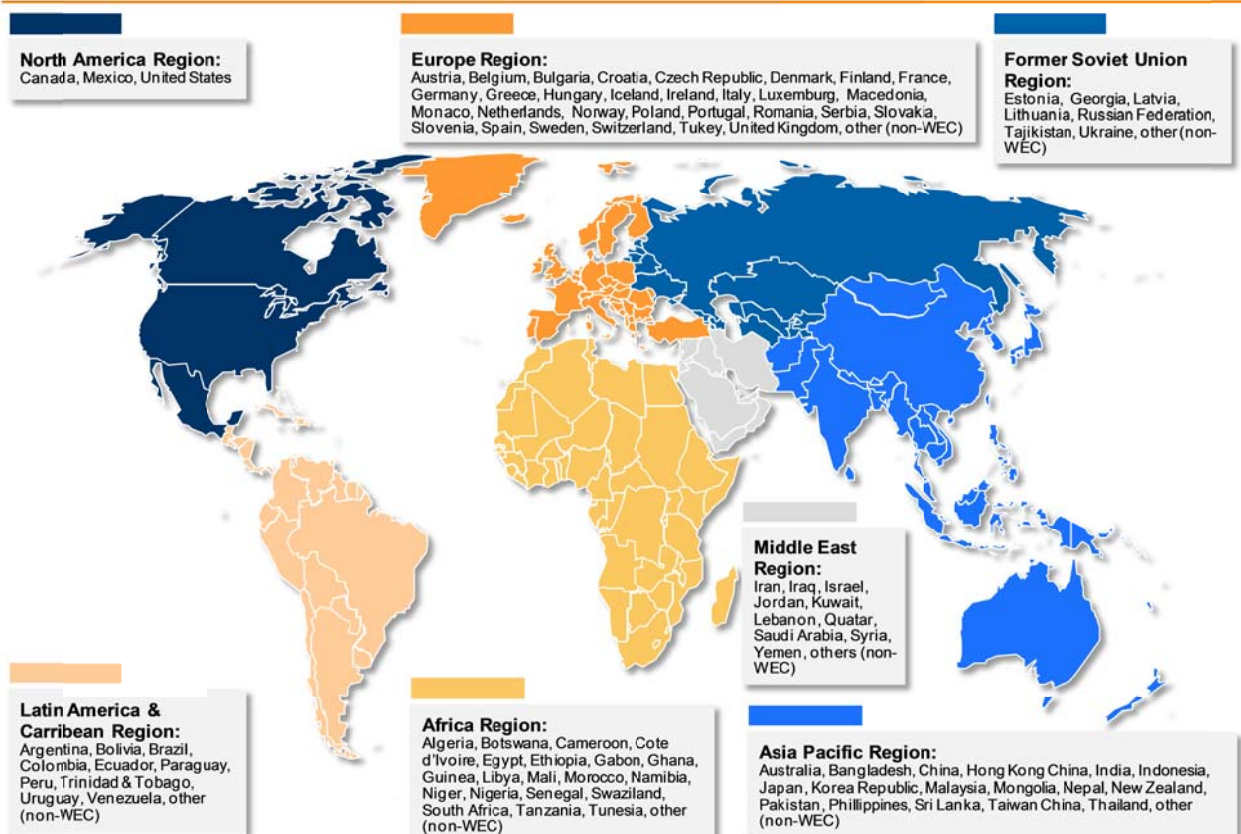 North America Region:
Canada, Mexico, United States
Europe Region:
Austria, Belgium, Bulgaria, Croatia, Czech Republic, Denmark, Finland, France,
Germany, Greece, Hungary, Iceland, Ireland, Italy, Luxemburg, Macedonia,
Monaco, Netherlands, Norway, Poland, Portugal, Romania, Serbia, Slovakia,
Slovenia, Spain, Sweden, Switzerland, Tukey, United Kingdom, other (non-WEC)
Former Soviet Union
Region:
Estonia, Georgia, Latvia,
Lithuania, Russian Federation,
Tajikistan, Ukraine, other (non-
WEC)
Middle East
Region:
Iran, Iraq, Israel,
Jordan, Kuwait,
Lebanon, Quatar,
Saudi Arabia, Syria,
Yemen, others (non-
WEC)
Latin America &
Carribean Region:
Argentina, Bolivia, Brazil,
Colombia, Ecuador, Paraguay,
Peru, Trinidad & Tobago,
Uruguay, Venezuela, other
(non-WEC)
Africa Region:
Algeria, Botswana, Cameroon, Cote
d'Ivoire, Egypt, Ethiopia, Gabon, Ghana,
Guinea, Libya, Mali, Morocco, Namibia,
Niger, Nigeria, Senegal, Swaziland,
South Africa, Tanzania, Tunesia, other
(non-WEC)
Asia Pacific Region:
Australia, Bangladesh, China, Hong Kong China, India, Indonesia,
Japan, Korea Republic, Malaysia, Mongolia, Nepal, New Zealand,
Pakistan, Phillippines, Sri Lanka, Taiwan China, Thailand, other
(non-WEC)